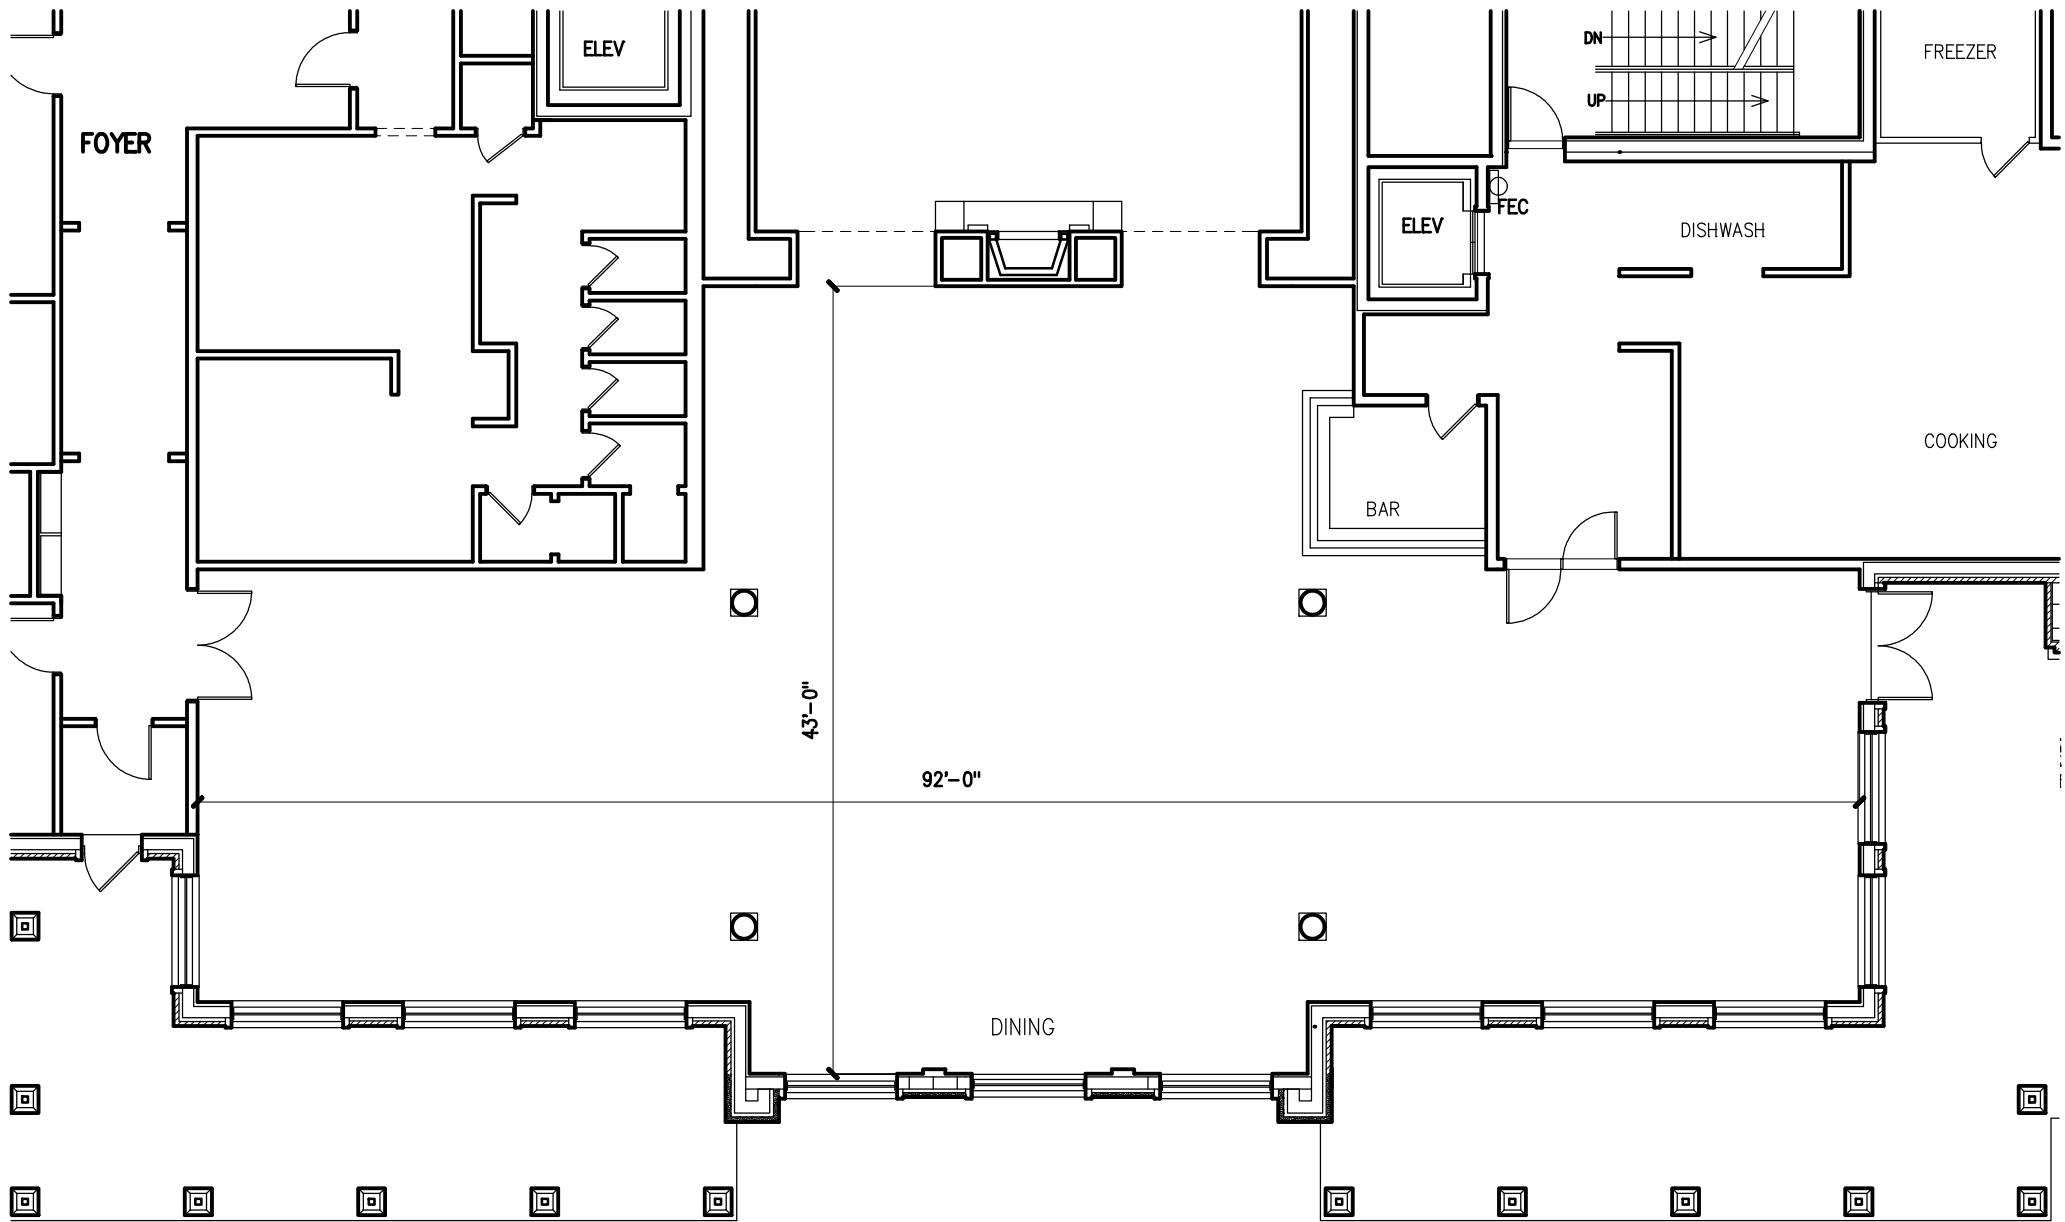 ELEV
DN
FREEZER
UP
FOYER
FEC
ELEV
DISHWASH
COOKING
BAR
43'-0"
92'-0"
DINING